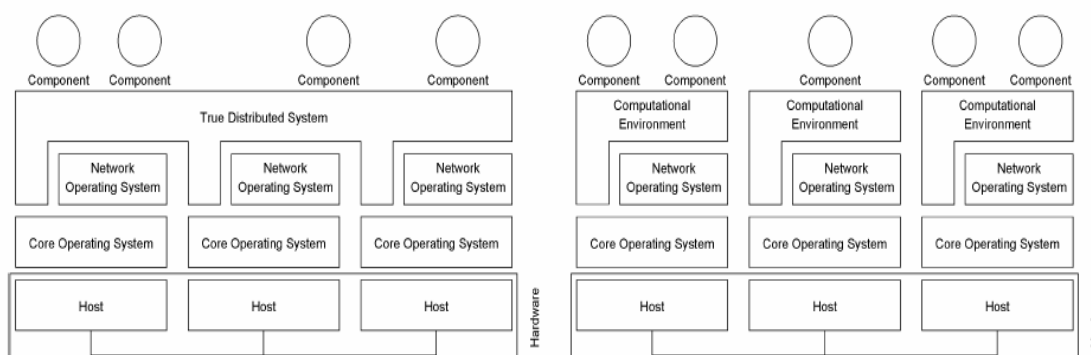 Component Component Component Component
True Distributed System
Network Operating System
Network Operating System
Network Operating System
Core Operating System
Core Operating System
Core Operating System
Host
Host
Host
Hardware
Component Component Component Component Component
Computational
Environment
Computational
Environment
Computational
Environment
Network
Operating System
Network
Operating System
Network
Operating System
Core Operating System
Core Operating System
Core Operating System
Host
Host
Host